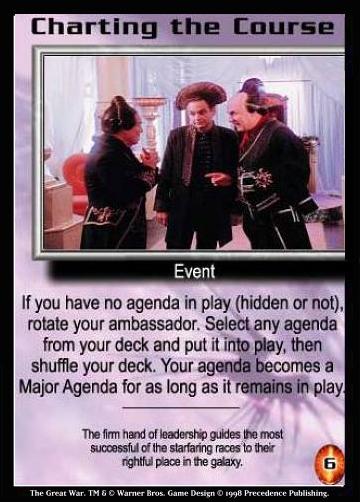 Charting the Course
Event
If you have no agenda in play (hidden or not),
rotate your ambassador. Select any agenda
from your deck and put it into play, then
shuffle your deck. Your agenda becomes a
Major Agenda for as long as it remains in play.
The firm hand of leadership guides the most
successful of the starfaring races to their
rightful place in the galaxy.
6
The Great War. TM & © Warner Bros. Game Design © 1998 Precedence Publishing.